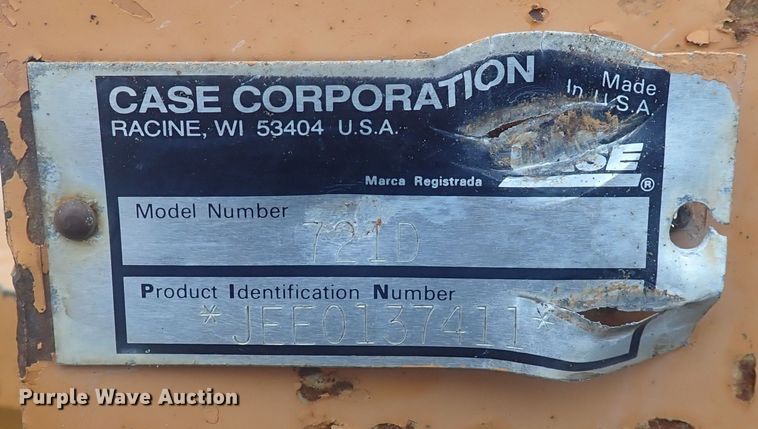 CASE CORPORATION
RACINE, WI 53404 U.S.A.
Made
In U.S.A.
CASE ®
Marca Registrada
Model Number
721D
Product Identification Number
*JEE0137411*
Purple Wave Auction®